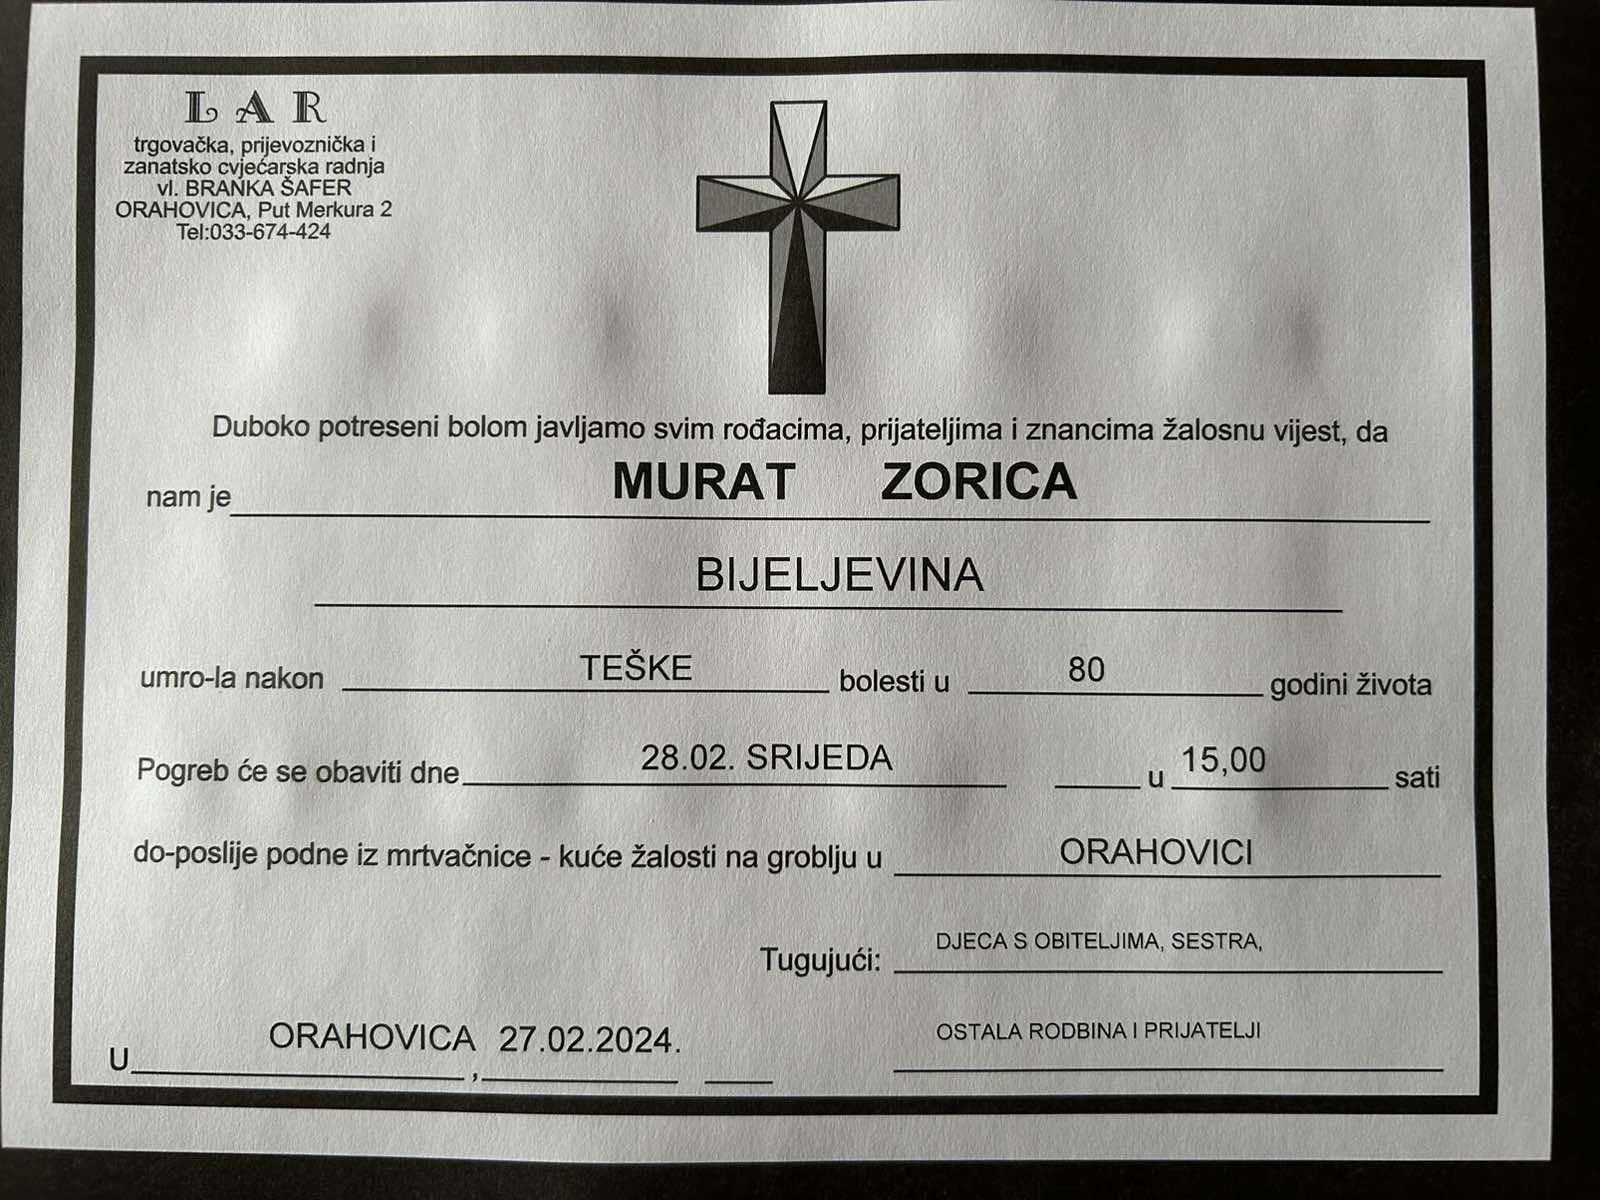 LAR
trgovačka, prijevoznička i
zanatsko cvjećarska radnja
vl. BRANKA ŠAFER
ORAHOVICA, Put Merkura 2
Tel:033-674-424
Duboko potreseni bolom javljamo svim rođacima, prijateljima i znancima žalosnu vijest, da
nam je MURAT ZORICA
BIJELJEVINA
umro-la nakon TEŠKE bolesti u 80 godini života
Pogreb će se obaviti dne 28.02. SRIJEDA u 15,00 sati
do-poslije podne iz mrtvačnice - kuće žalosti na groblju u ORAHOVICI
Tugujući: DJECA S OBITELJIMA, SESTRA,
OSTALA RODBINA I PRIJATELJI
U ORAHOVICA, 27.02.2024.